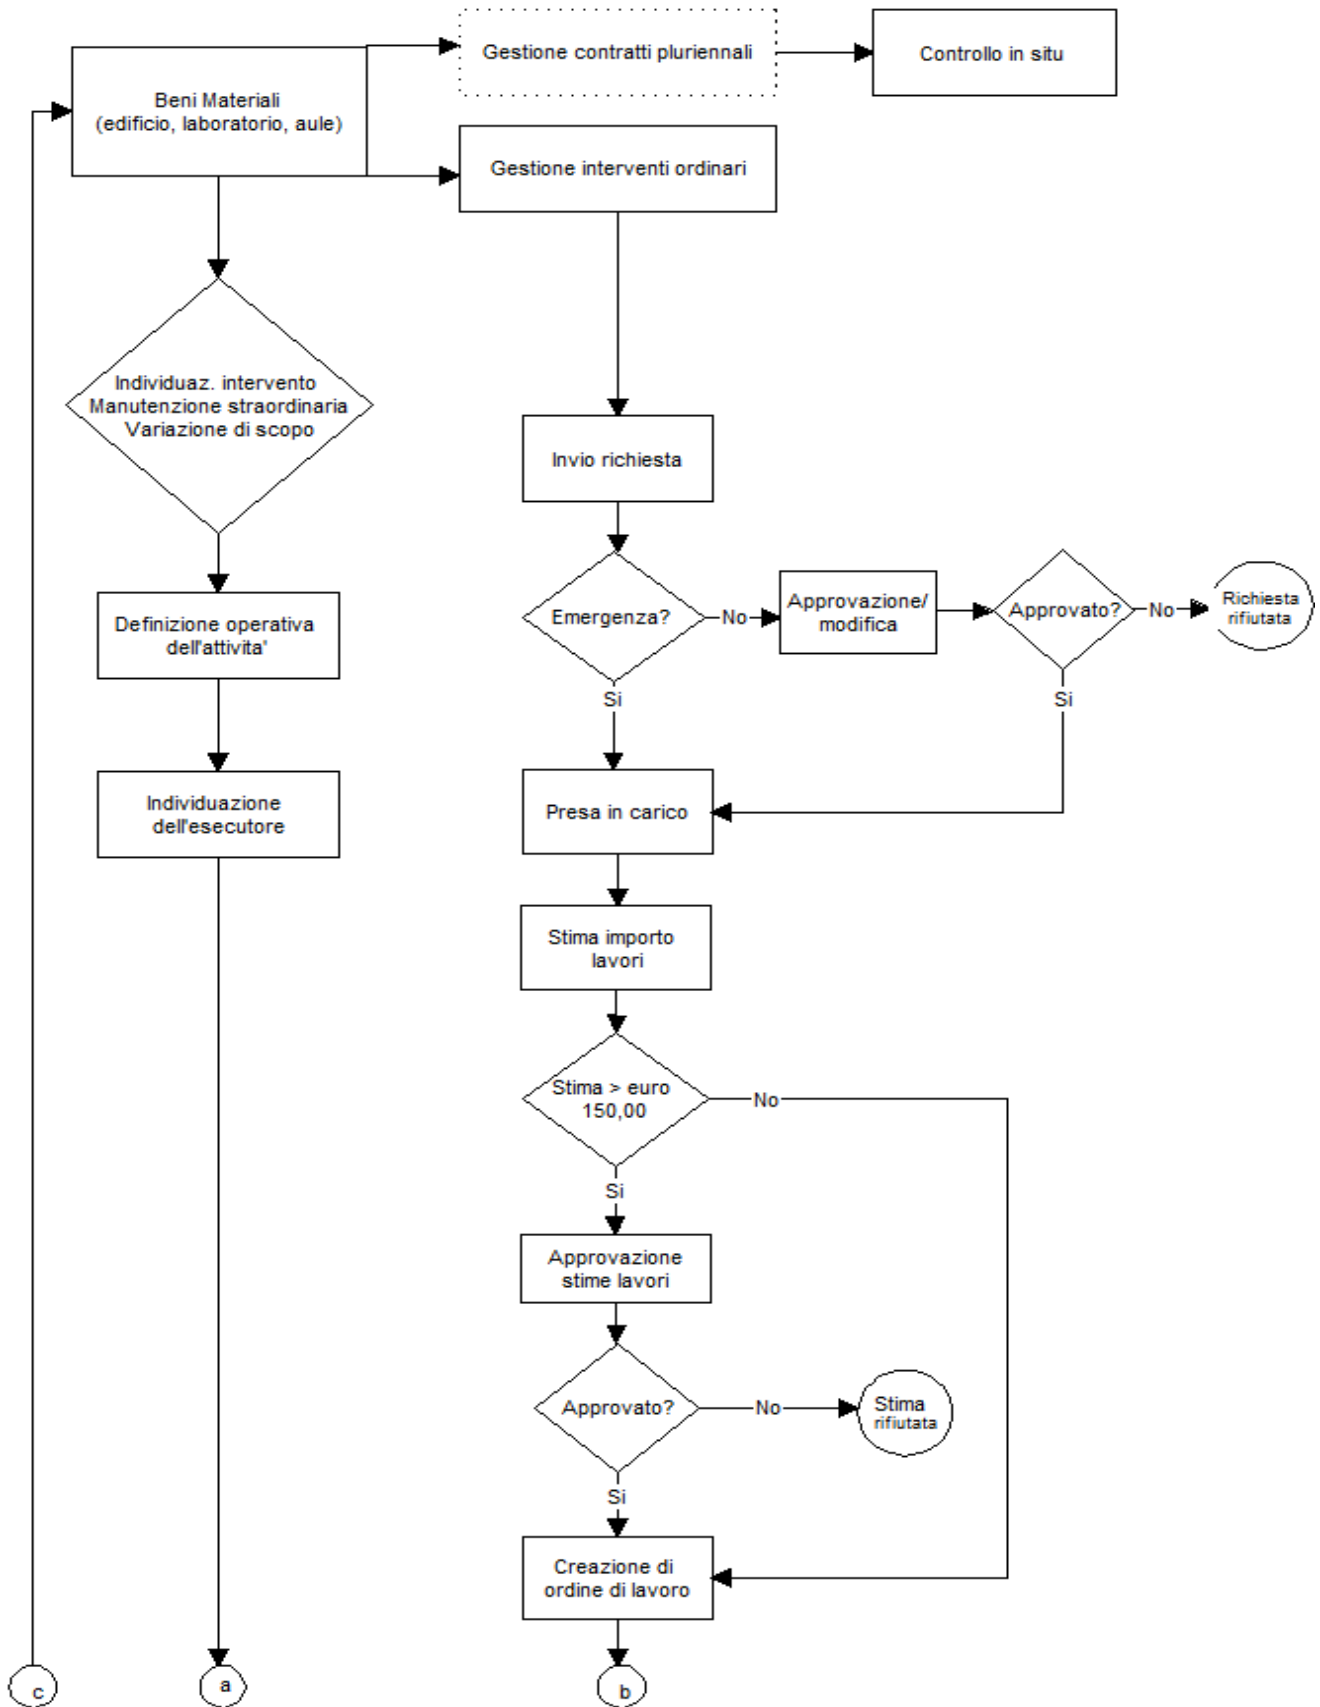 Gestione contratti pluriennali
Controllo in situ
Beni Materiali
(edificio, laboratorio, aule)
Gestione interventi ordinari
Individuaz. intervento
Manutenzione straordinaria
Variazione di scopo
Invio richiesta
Definizione operativa
dell'attivita'
Emergenza?
No
Approvazione/
modifica
Approvato?
No
Richiesta
rifiutata
Si
Si
Individuazione
dell'esecutore
Presa in carico
Stima importo
lavori
Stima > euro
150,00
No
Si
Approvazione
stime lavori
Approvato?
No
Stima
rifiutata
Si
Creazione di
ordine di lavoro
c
a
b